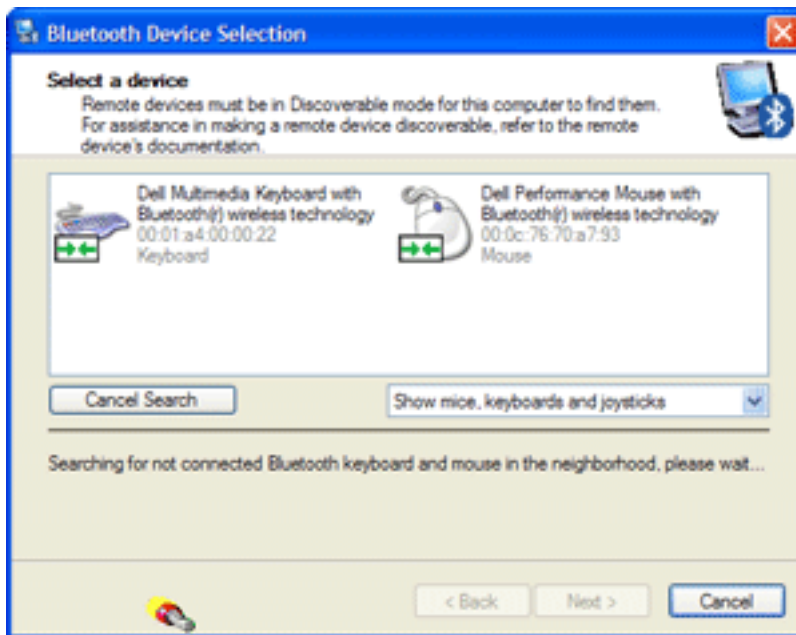 Bluetooth Device Selection
Select a device
Remote devices must be in Discoverable mode for this computer to find them.
For assistance in making a remote device discoverable, refer to the remote
device's documentation.
Dell Multimedia Keyboard with
Bluetooth(r) wireless technology
00:01:a4:00:00:22
Keyboard
Dell Performance Mouse with
Bluetooth(r) wireless technology
00:0c:76:70:a7:93
Mouse
Cancel Search
Show mice, keyboards and joysticks
Searching for not connected Bluetooth keyboard and mouse in the neighborhood, please wait...
< Back
Next >
Cancel